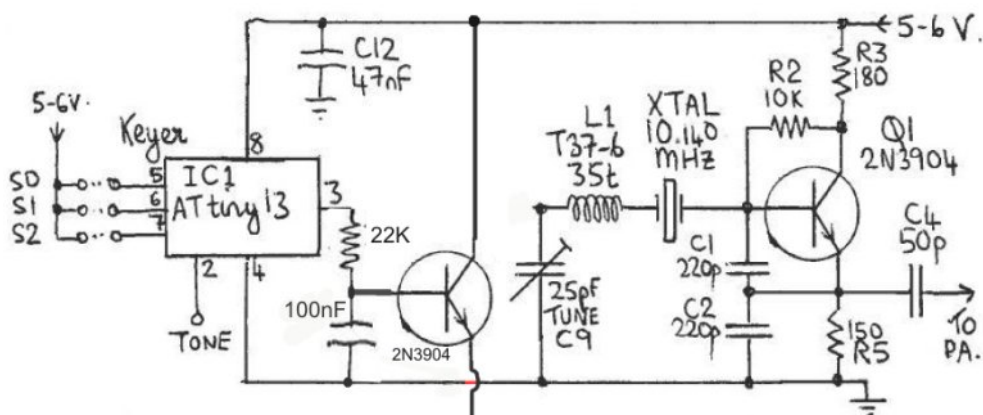 C12
47nF
5-6V.
Keyer
8
S0
S1
S2
5
6
7
IC1
ATtiny13
3
2
4
TONE
22K
100nF
2N3904
L1
T37-6
35t
XTAL
10.140
MHz
25pF
TUNE
C9
R2
10K
5-6 V.
R3
180
Q1
2N3904
C1
220p
C2
220p
C4
50p
150
R5
TO
PA.